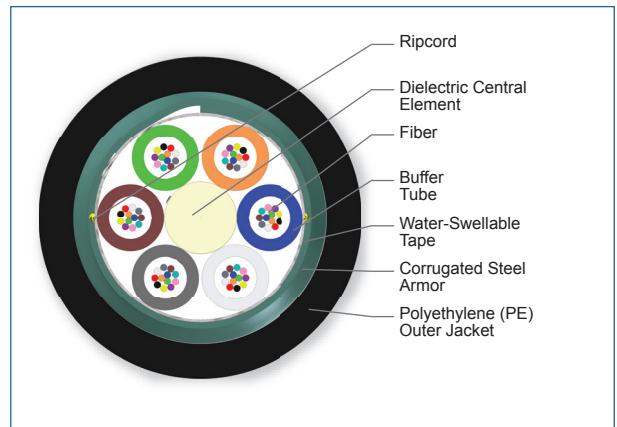 Ripcord
Dielectric Central
Element
Fiber
Buffer
Tube
Water-Swellable
Tape
Corrugated Steel
Armor
Polyethylene (PE)
Outer Jacket